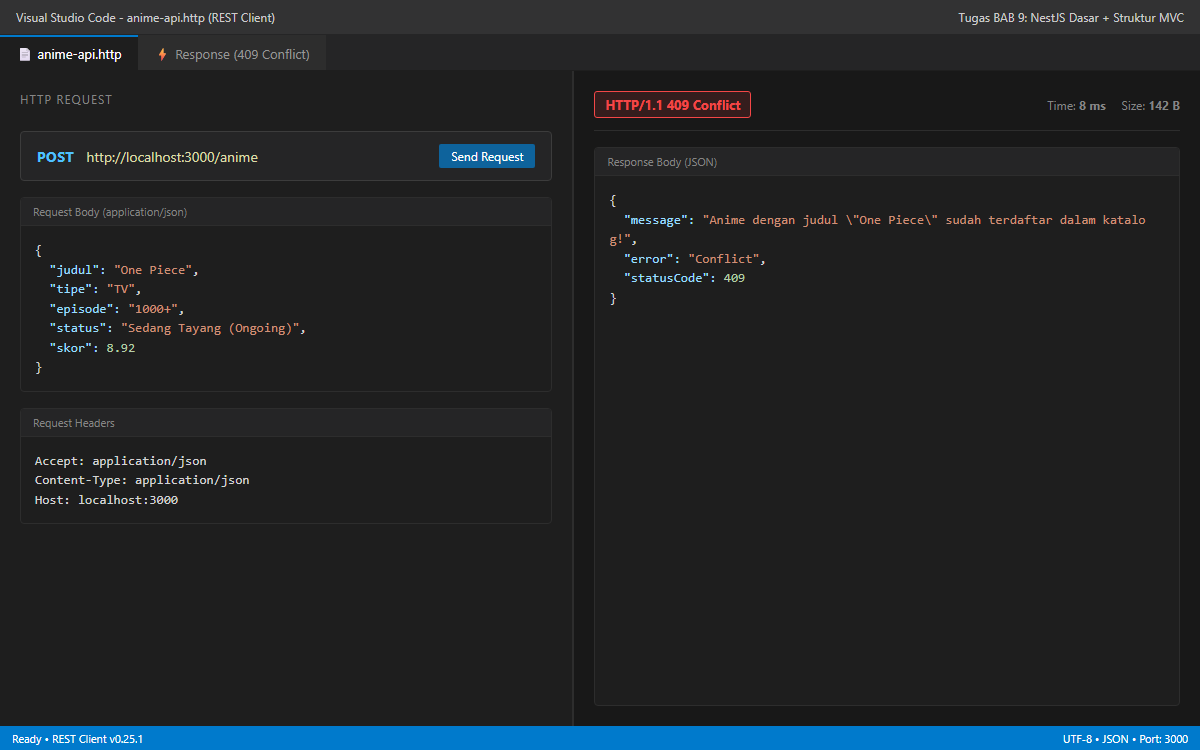 Visual Studio Code - anime-api.http (REST Client)
Tugas BAB 9: NestJS Dasar + Struktur MVC
anime-api.http
Response (409 Conflict)
HTTP REQUEST
POST http://localhost:3000/anime
Send Request
Request Body (application/json)
{
  "judul": "One Piece",
  "tipe": "TV",
  "episode": "1000+",
  "status": "Sedang Tayang (Ongoing)",
  "skor": 8.92
}
Request Headers
Accept: application/json
Content-Type: application/json
Host: localhost:3000
HTTP/1.1 409 Conflict
Time: 8 ms Size: 142 B
Response Body (JSON)
{
  "message": "Anime dengan judul \"One Piece\" sudah terdaftar dalam katalo
g!",
  "error": "Conflict",
  "statusCode": 409
}
Ready • REST Client v0.25.1
UTF-8 • JSON • Port: 3000